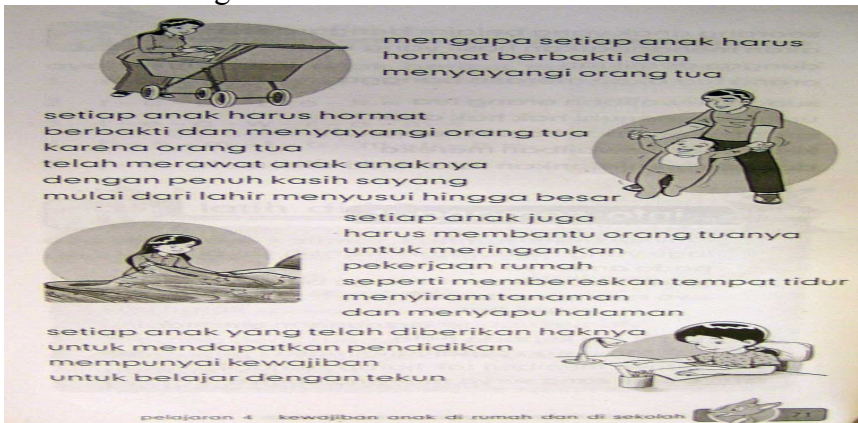 mengapa setiap anak harus
hormat berbakti dan
menyayangi orang tua
setiap anak harus hormat
berbakti dan menyayangi orang tua
karena orang tua
telah merawat anak anaknya
dengan penuh kasih sayang
mulai dari lahir menyusui hingga besar
setiap anak juga
harus membantu orang tuanya
untuk meringankan
pekerjaan rumah
seperti membereskan tempat tidur
menyiram tanaman
dan menyapu halaman
setiap anak yang telah diberikan haknya
untuk mendapatkan pendidikan
mempunyai kewajiban
untuk belajar dengan tekun
pelajaran 4 kewajiban anak di rumah dan di sekolah 71